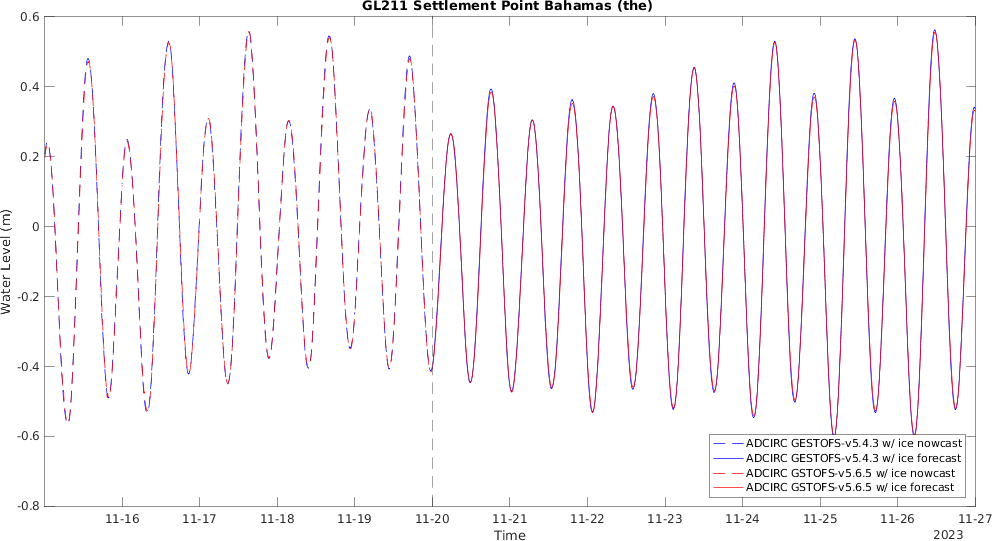 GL211 Settlement Point Bahamas (the)
0.6
0.4
0.2
0
-0.2
-0.4
-0.6
-0.8
Water Level (m)
11-16 11-17 11-18 11-19 11-20 11-21 11-22 11-23 11-24 11-25 11-26 11-27
Time
2023
ADCIRC GESTOFS-v5.4.3 w/ ice nowcast
ADCIRC GESTOFS-v5.4.3 w/ ice forecast
ADCIRC GSTOFS-v5.6.5 w/ ice nowcast
ADCIRC GSTOFS-v5.6.5 w/ ice forecast